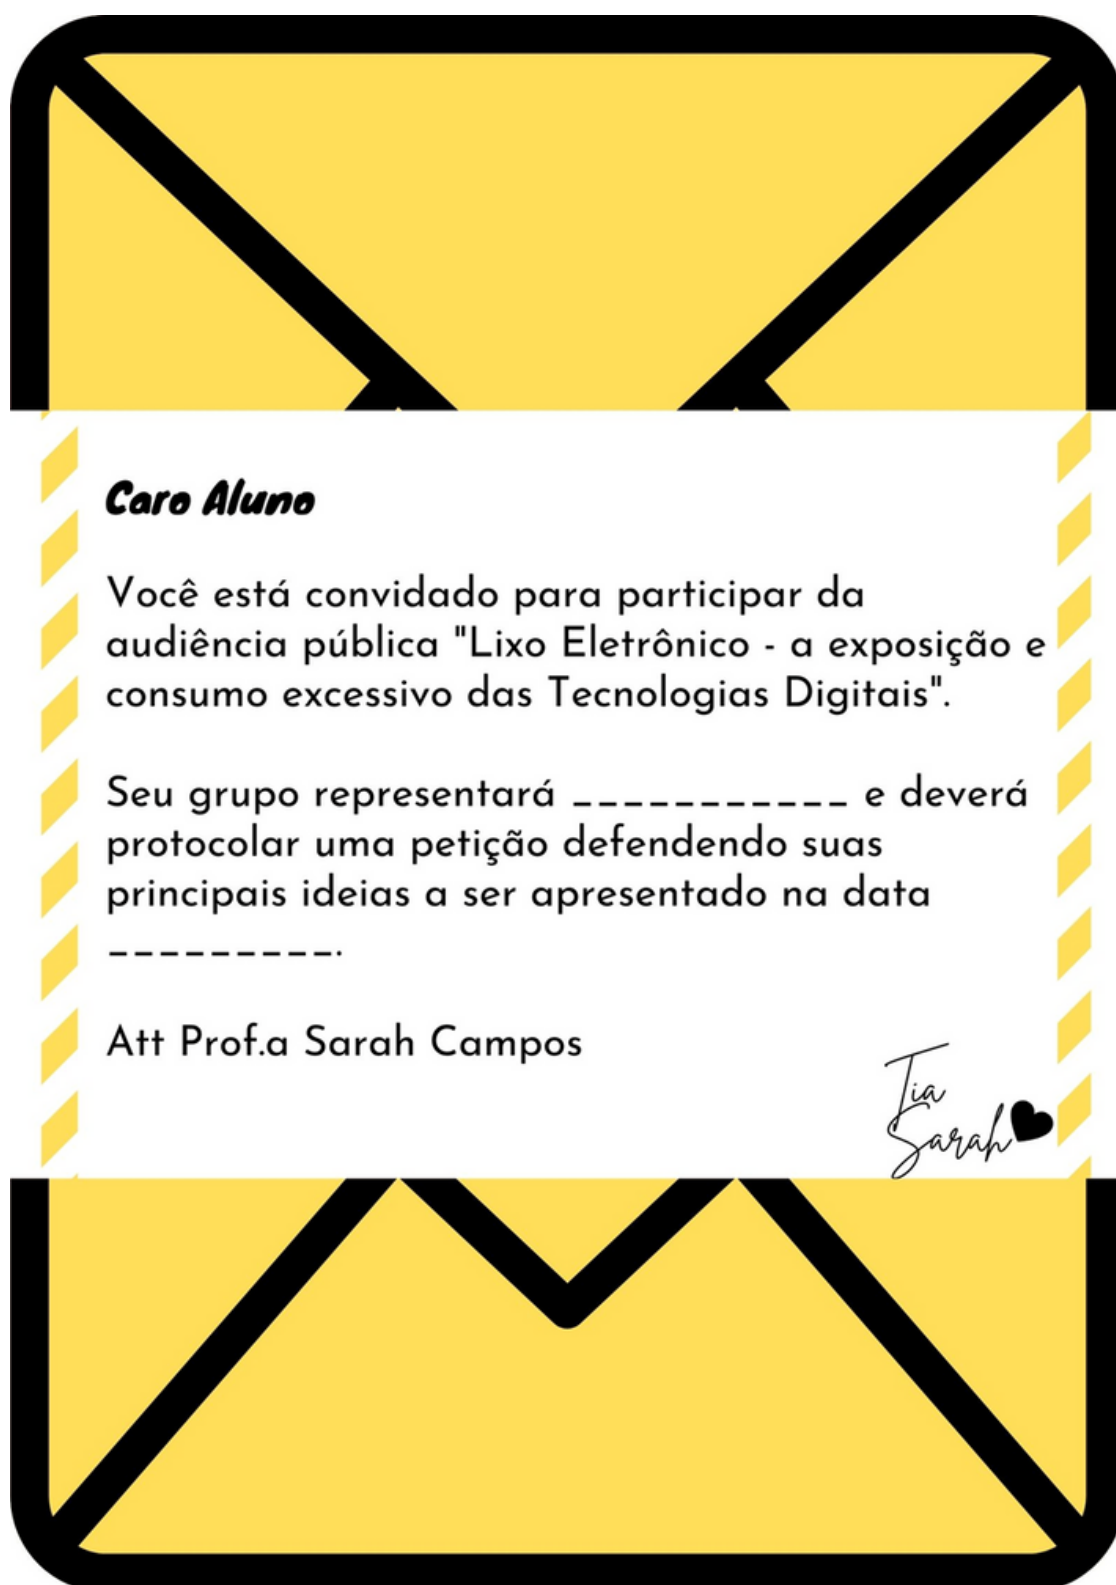 Caro Aluno
Você está convidado para participar da
audiência pública "Lixo Eletrônico - a exposição e
consumo excessivo das Tecnologias Digitais".
Seu grupo representará ___________ e deverá
protocolar uma petição defendendo suas
principais ideias a ser apresentado na data
_________.
Att Prof.a Sarah Campos
Tia
Sarah